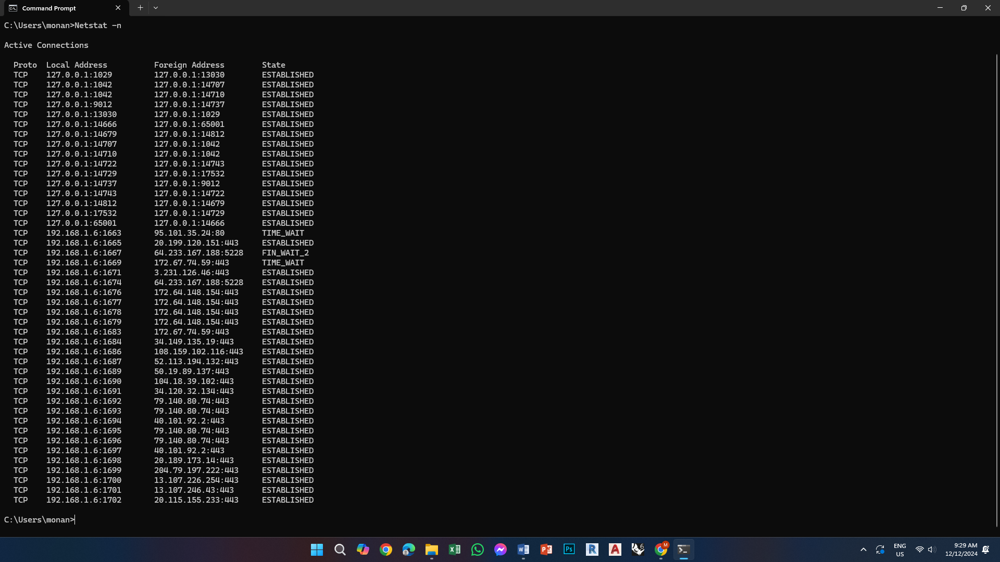 Command Prompt
C:\Users\monan>Netstat -n
Active Connections
Proto  Local Address          Foreign Address        State
TCP    127.0.0.1:1029         127.0.0.1:13030        ESTABLISHED
TCP    127.0.0.1:1042         127.0.0.1:14707        ESTABLISHED
TCP    127.0.0.1:1042         127.0.0.1:14710        ESTABLISHED
TCP    127.0.0.1:9012         127.0.0.1:14737        ESTABLISHED
TCP    127.0.0.1:13030        127.0.0.1:1029         ESTABLISHED
TCP    127.0.0.1:14666        127.0.0.1:65001        ESTABLISHED
TCP    127.0.0.1:14679        127.0.0.1:14812        ESTABLISHED
TCP    127.0.0.1:14707        127.0.0.1:1042         ESTABLISHED
TCP    127.0.0.1:14710        127.0.0.1:1042         ESTABLISHED
TCP    127.0.0.1:14722        127.0.0.1:14743        ESTABLISHED
TCP    127.0.0.1:14729        127.0.0.1:17532        ESTABLISHED
TCP    127.0.0.1:14737        127.0.0.1:9012         ESTABLISHED
TCP    127.0.0.1:14743        127.0.0.1:14722        ESTABLISHED
TCP    127.0.0.1:14812        127.0.0.1:14679        ESTABLISHED
TCP    127.0.0.1:17532        127.0.0.1:14729        ESTABLISHED
TCP    127.0.0.1:65001        127.0.0.1:14666        ESTABLISHED
TCP    192.168.1.6:1663       95.101.35.24:80        TIME_WAIT
TCP    192.168.1.6:1665       20.199.120.151:443     ESTABLISHED
TCP    192.168.1.6:1667       64.233.167.188:5228    FIN_WAIT_2
TCP    192.168.1.6:1669       172.67.74.59:443       TIME_WAIT
TCP    192.168.1.6:1671       3.231.126.46:443       ESTABLISHED
TCP    192.168.1.6:1674       64.233.167.188:5228    ESTABLISHED
TCP    192.168.1.6:1676       172.64.148.154:443     ESTABLISHED
TCP    192.168.1.6:1677       172.64.148.154:443     ESTABLISHED
TCP    192.168.1.6:1678       172.64.148.154:443     ESTABLISHED
TCP    192.168.1.6:1679       172.64.148.154:443     ESTABLISHED
TCP    192.168.1.6:1683       172.67.74.59:443       ESTABLISHED
TCP    192.168.1.6:1684       34.149.135.19:443      ESTABLISHED
TCP    192.168.1.6:1686       108.159.102.116:443    ESTABLISHED
TCP    192.168.1.6:1687       52.113.194.132:443     ESTABLISHED
TCP    192.168.1.6:1689       50.19.89.137:443       ESTABLISHED
TCP    192.168.1.6:1690       104.18.39.102:443      ESTABLISHED
TCP    192.168.1.6:1691       34.120.32.134:443      ESTABLISHED
TCP    192.168.1.6:1692       79.140.80.74:443       ESTABLISHED
TCP    192.168.1.6:1693       79.140.80.74:443       ESTABLISHED
TCP    192.168.1.6:1694       40.101.92.2:443        ESTABLISHED
TCP    192.168.1.6:1695       79.140.80.74:443       ESTABLISHED
TCP    192.168.1.6:1696       79.140.80.74:443       ESTABLISHED
TCP    192.168.1.6:1697       40.101.92.2:443        ESTABLISHED
TCP    192.168.1.6:1698       20.189.173.14:443      ESTABLISHED
TCP    192.168.1.6:1699       204.79.197.222:443     ESTABLISHED
TCP    192.168.1.6:1700       13.107.226.254:443     ESTABLISHED
TCP    192.168.1.6:1701       13.107.246.43:443      ESTABLISHED
TCP    192.168.1.6:1702       20.115.155.233:443     ESTABLISHED
C:\Users\monan>
ENG
US
9:29 AM
12/12/2024